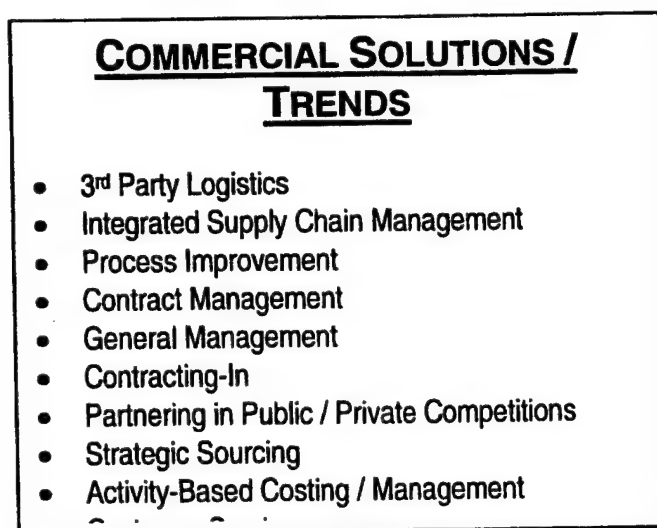 COMMERCIAL SOLUTIONS /
TRENDS
• 3rd Party Logistics
• Integrated Supply Chain Management
• Process Improvement
• Contract Management
• General Management
• Contracting-In
• Partnering in Public / Private Competitions
• Strategic Sourcing
• Activity-Based Costing / Management